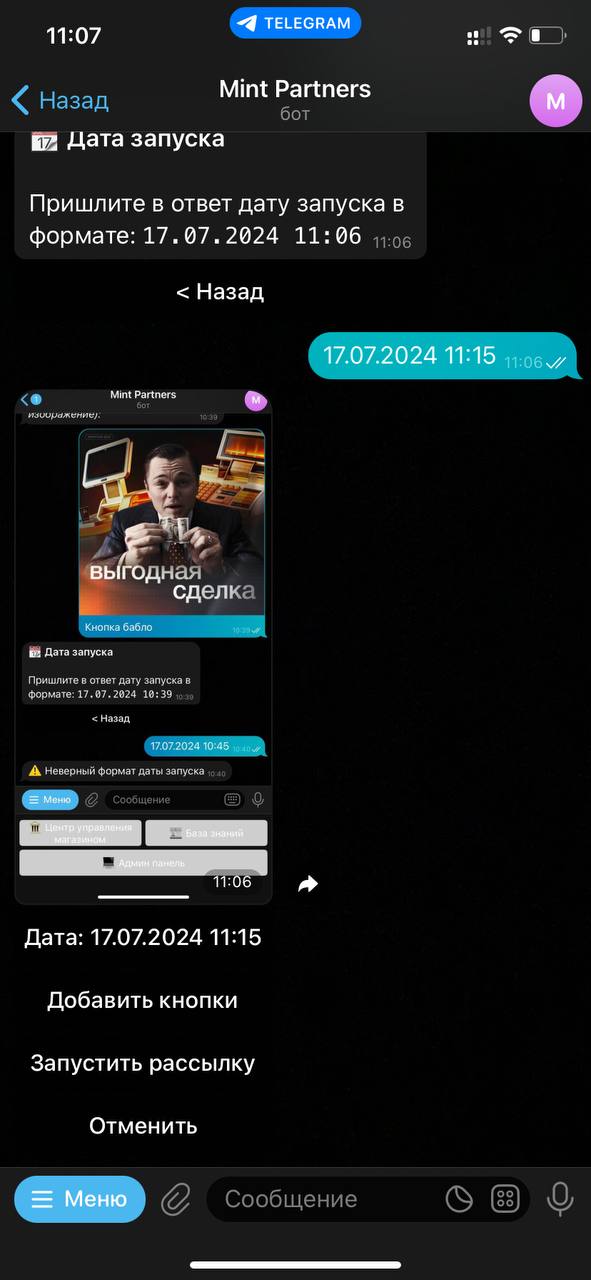 11:07
TELEGRAM
Назад
Mint Partners
бот
М
📆 Дата запуска
Пришлите в ответ дату запуска в
формате: 17.07.2024 11:06 11:06
< Назад
17.07.2024 11:15 11:06
1
Mint Partners
бот
М
изображение): 10:39
ВЫГОДНАЯ
СДЕЛКА
Кнопка бабло 10:39
📆 Дата запуска
Пришлите в ответ дату запуска в
формате: 17.07.2024 10:39 10:39
< Назад
17.07.2024 10:45 10:40
⚠️ Неверный формат даты запуска 10:40
Меню
Сообщение
🏛 Центр управления
магазином
База знаний
Админ панель
11:06
Дата: 17.07.2024 11:15
Добавить кнопки
Запустить рассылку
Отменить
Меню
Сообщение